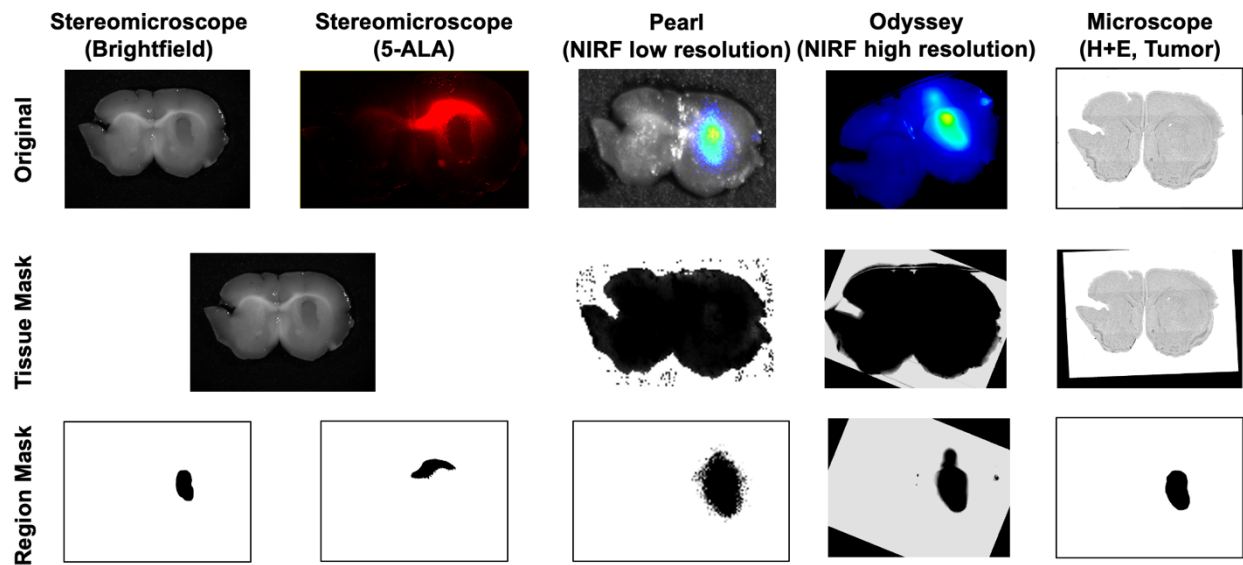 Stereomicroscope
(Brightfield)
Stereomicroscope
(5-ALA)
Pearl
(NIRF low resolution)
Odyssey
(NIRF high resolution)
Microscope
(H+E, Tumor)
Original
Tissue Mask
Region Mask